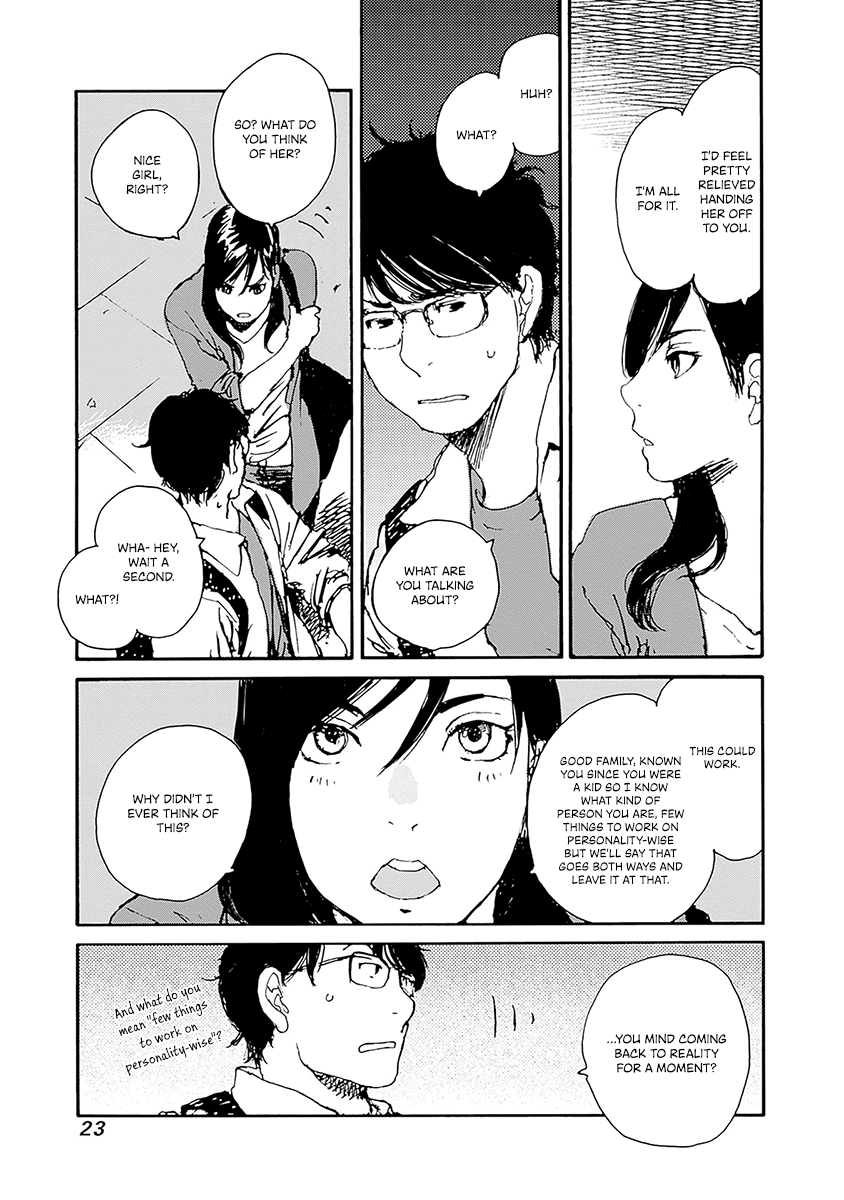 I'D FEEL
PRETTY
RELIEVED
HANDING
HER OFF
TO YOU.
I'M ALL
FOR IT.
HUH?
WHAT?
WHAT ARE
YOU TALKING
ABOUT?
SO? WHAT DO
YOU THINK
OF HER?
NICE
GIRL,
RIGHT?
WHA- HEY,
WAIT A
SECOND.
WHAT?!
THIS COULD
WORK.
GOOD FAMILY, KNOWN
YOU SINCE YOU WERE
A KID SO I KNOW
WHAT KIND OF
PERSON YOU ARE, FEW
THINGS TO WORK ON
PERSONALITY-WISE
BUT WE'LL SAY THAT
GOES BOTH WAYS AND
LEAVE IT AT THAT.
WHY DIDN'T I
EVER THINK OF
THIS?
...YOU MIND COMING
BACK TO REALITY
FOR A MOMENT?
And what do you
mean "few things
to work on
personality-wise"?
23